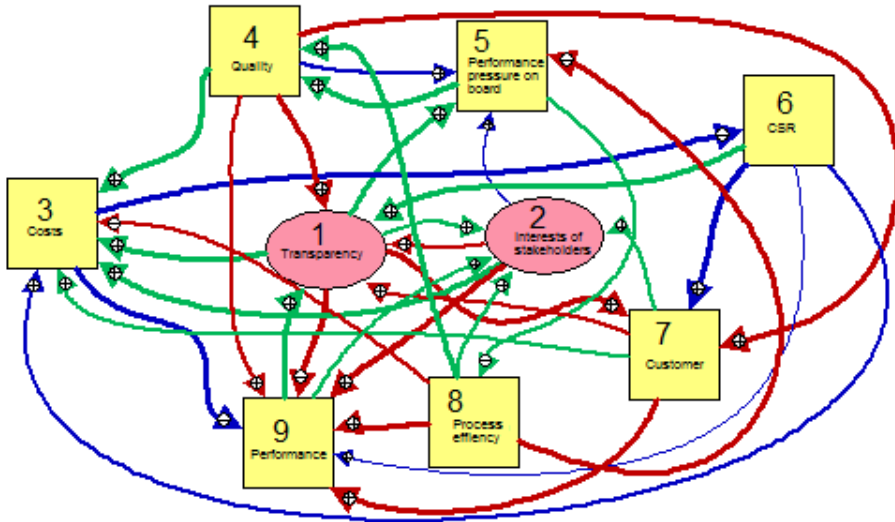 4
Quality
5
Performance
pressure on
board
6
CSR
3
Costs
1
Transparency
2
Interests of
stakeholders
7
Customer
8
Process
effiency
9
Performance